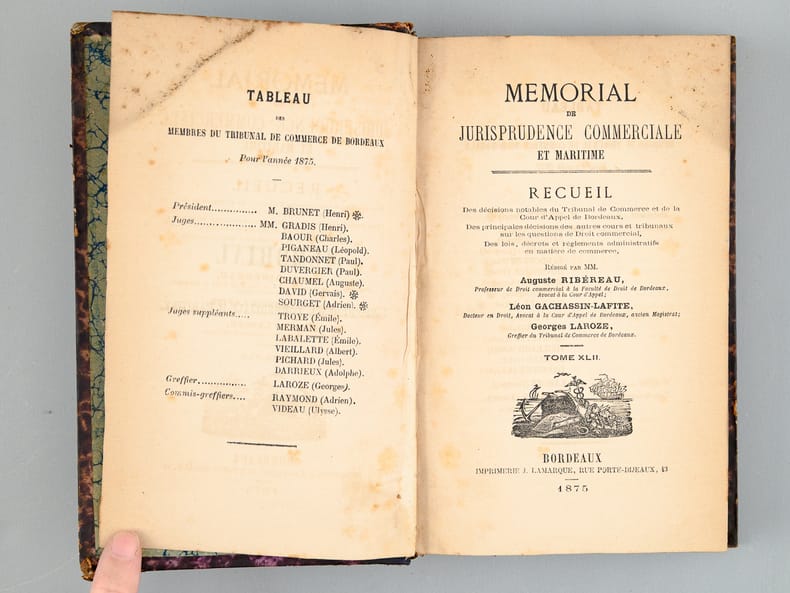 TABLEAU
DES
MEMBRES DU TRIBUNAL DE COMMERCE DE BORDEAUX
Pour l'année 1875.
Président.............. M. BRUNET (Henri) ❋.
Juges................... MM. GRADIS (Henri).
BAOUR (Charles).
PIGANEAU (Léopold).
TANDONNET (Paul).
DUVERGIER (Paul).
CHAUMEL (Auguste).
DAVID (Gervais). ❋
SOURGET (Adrien). ❋
Juges suppléants..... TROYE (Émile).
MERMAN (Jules).
LABALETTE (Émile).
VIEILLARD (Albert).
PICHARD (Jules).
DARRIEUX (Adolphe).
Greffier.............. LAROZE (Georges).
Commis-greffiers.... RAYMOND (Adrien).
VIDEAU (Ulysse).
MEMORIAL
DE
JURISPRUDENCE COMMERCIALE
ET MARITIME
RECUEIL
Des décisions notables du Tribunal de Commerce et de la
Cour d'Appel de Bordeaux,
Des principales décisions des autres cours et tribunaux
sur les questions de Droit commercial,
Des lois, décrets et règlements administratifs
en matière de commerce,
RÉDIGÉ PAR MM.
Auguste RIBÉREAU,
Professeur de Droit commercial à la Faculté de Droit de Bordeaux,
Avocat à la Cour d'Appel;
Léon GACHASSIN-LAFITE,
Docteur en Droit, Avocat à la Cour d'Appel de Bordeaux, ancien Magistrat;
Georges LAROZE,
Greffier du Tribunal de Commerce de Bordeaux.
TOME XLII.
BORDEAUX
IMPRIMERIE J. LAMARQUE, RUE PORTE-DIJEAUX, 43
1875